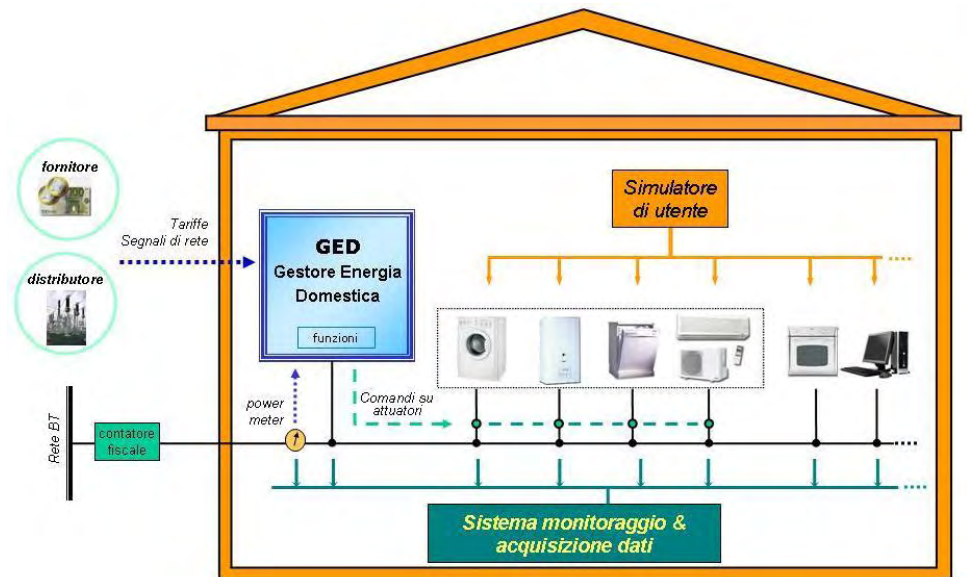 fornitore
distributore
Tariffe
Segnali di rete
GED
Gestore Energia
Domestica
funzioni
Simulatore
di utente
power
meter
Comandi su
attuatori
Rete BT
contatore
fiscale
Sistema monitoraggio &
acquisizione dati